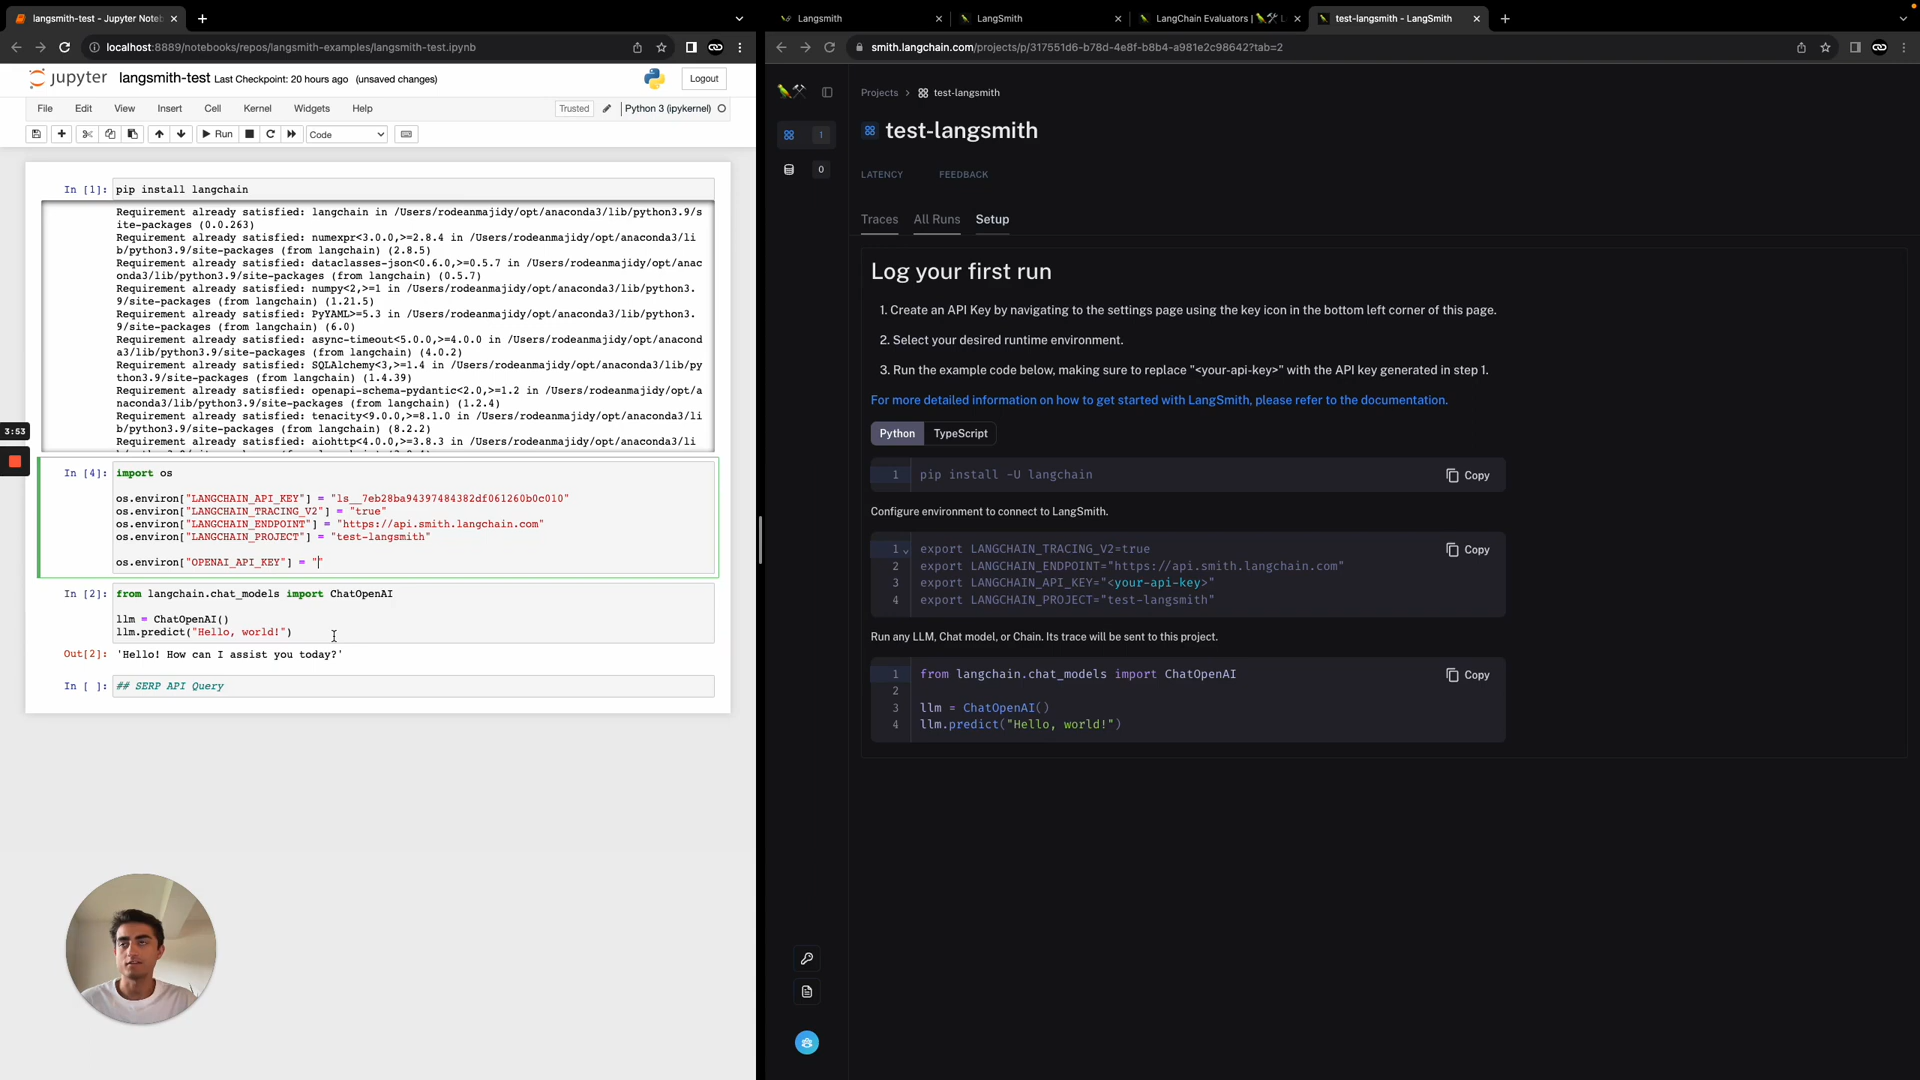 langsmith-test - Jupyter Noteb
localhost:8889/notebooks/repos/langsmith-examples/langsmith-test.ipynb
jupyter langsmith-test Last Checkpoint: 20 hours ago (unsaved changes)
Logout
File Edit View Insert Cell Kernel Widgets Help
Trusted
Python 3 (ipykernel)
Run
Code
In [1]: pip install langchain
Requirement already satisfied: langchain in /Users/rodeanmajidy/opt/anaconda3/lib/python3.9/s
ite-packages (0.0.263)
Requirement already satisfied: numexpr<3.0.0,>=2.8.4 in /Users/rodeanmajidy/opt/anaconda3/li
b/python3.9/site-packages (from langchain) (2.8.5)
Requirement already satisfied: dataclasses-json<0.6.0,>=0.5.7 in /Users/rodeanmajidy/opt/anac
onda3/lib/python3.9/site-packages (from langchain) (0.5.7)
Requirement already satisfied: numpy<2,>=1 in /Users/rodeanmajidy/opt/anaconda3/lib/python3.
9/site-packages (from langchain) (1.21.5)
Requirement already satisfied: PyYAML>=5.3 in /Users/rodeanmajidy/opt/anaconda3/lib/python3.
9/site-packages (from langchain) (6.0)
Requirement already satisfied: async-timeout<5.0.0,>=4.0.0 in /Users/rodeanmajidy/opt/anacond
a3/lib/python3.9/site-packages (from langchain) (4.0.2)
Requirement already satisfied: SQLAlchemy<3,>=1.4 in /Users/rodeanmajidy/opt/anaconda3/lib/py
thon3.9/site-packages (from langchain) (1.4.39)
Requirement already satisfied: openapi-schema-pydantic<2.0,>=1.2 in /Users/rodeanmajidy/opt/a
naconda3/lib/python3.9/site-packages (from langchain) (1.2.4)
Requirement already satisfied: tenacity<9.0.0,>=8.1.0 in /Users/rodeanmajidy/opt/anaconda3/li
b/python3.9/site-packages (from langchain) (8.2.2)
Requirement already satisfied: aiohttp<4.0.0,>=3.8.3 in /Users/rodeanmajidy/opt/anaconda3/li
3:53
In [4]: import os
os.environ["LANGCHAIN_API_KEY"] = "ls__7eb28ba94397484382df061260b0c010"
os.environ["LANGCHAIN_TRACING_V2"] = "true"
os.environ["LANGCHAIN_ENDPOINT"] = "https://api.smith.langchain.com"
os.environ["LANGCHAIN_PROJECT"] = "test-langsmith"
os.environ["OPENAI_API_KEY"] = ""
In [2]: from langchain.chat_models import ChatOpenAI
llm = ChatOpenAI()
llm.predict("Hello, world!")
Out[2]: 'Hello! How can I assist you today?'
In [ ]: ## SERP API Query
Langsmith
LangSmith
LangChain Evaluators |
test-langsmith - LangSmith
smith.langchain.com/projects/p/317551d6-b78d-4e8f-b8b4-a981e2c98642?tab=2
Projects > test-langsmith
1
0
test-langsmith
LATENCY FEEDBACK
Traces All Runs Setup
Log your first run
1. Create an API Key by navigating to the settings page using the key icon in the bottom left corner of this page.
2. Select your desired runtime environment.
3. Run the example code below, making sure to replace "<your-api-key>" with the API key generated in step 1.
For more detailed information on how to get started with LangSmith, please refer to the documentation.
Python TypeScript
1 pip install -U langchain
Copy
Configure environment to connect to LangSmith.
1 export LANGCHAIN_TRACING_V2=true
Copy
2 export LANGCHAIN_ENDPOINT="https://api.smith.langchain.com"
3 export LANGCHAIN_API_KEY="<your-api-key>"
4 export LANGCHAIN_PROJECT="test-langsmith"
Run any LLM, Chat model, or Chain. Its trace will be sent to this project.
1 from langchain.chat_models import ChatOpenAI
Copy
2
3 llm = ChatOpenAI()
4 llm.predict("Hello, world!")